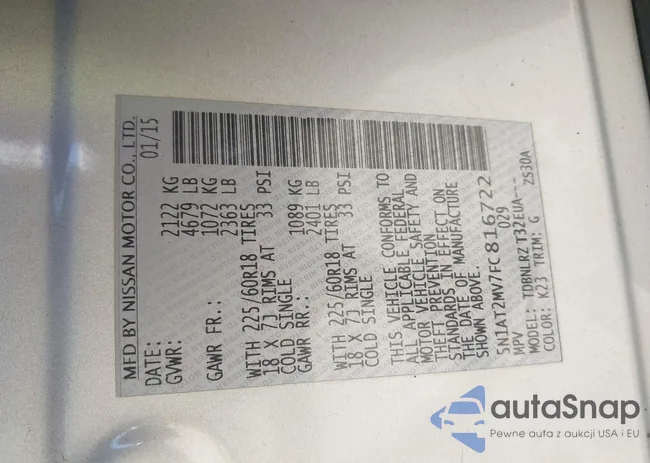 MFD BY NISSAN MOTOR CO., LTD.
DATE: 01/15
GVWR: 2122 KG
4679 LB
GAWR FR.: 1072 KG
2363 LB
WITH 225/60R18 TIRES
18 X 7J RIMS AT 33 PSI
COLD SINGLE
GAWR RR.: 1089 KG
2401 LB
WITH 225/60R18 TIRES
18 X 7J RIMS AT 33 PSI
COLD SINGLE
THIS VEHICLE CONFORMS TO
ALL APPLICABLE FEDERAL
MOTOR VEHICLE SAFETY AND
THEFT PREVENTION
STANDARDS IN EFFECT ON
THE DATE OF MANUFACTURE
SHOWN ABOVE.
5N1AT2MV7FC816722
MPV 029
MODEL: TDBNLRZ T32EUA---
COLOR: K23 TRIM: G ZS30A
autaSnap
Pewne auta z aukcji USA i EU